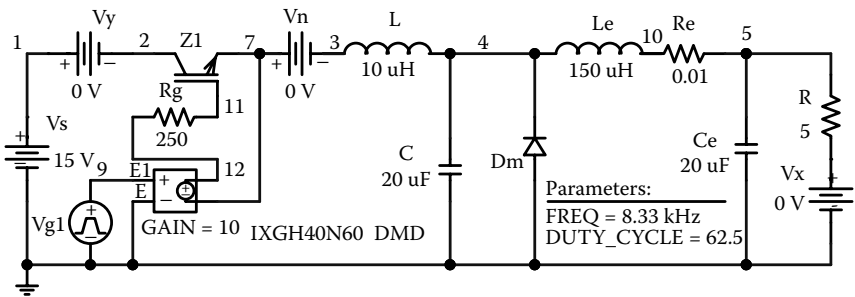 Vy
Vn
L
Le
Re
1
2
Z1
7
3
4
10
5
+
−
+
−
0 V
0 V
10 uH
150 uH
0.01
Rg
11
250
R
5
Vs
+
−
15 V
9
E1
E
+
−
+
−
12
C
20 uF
Dm
Ce
20 uF
Vx
+
−
0 V
Vg1
+
−
GAIN = 10
IXGH40N60 DMD
Parameters:
FREQ = 8.33 kHz
DUTY_CYCLE = 62.5